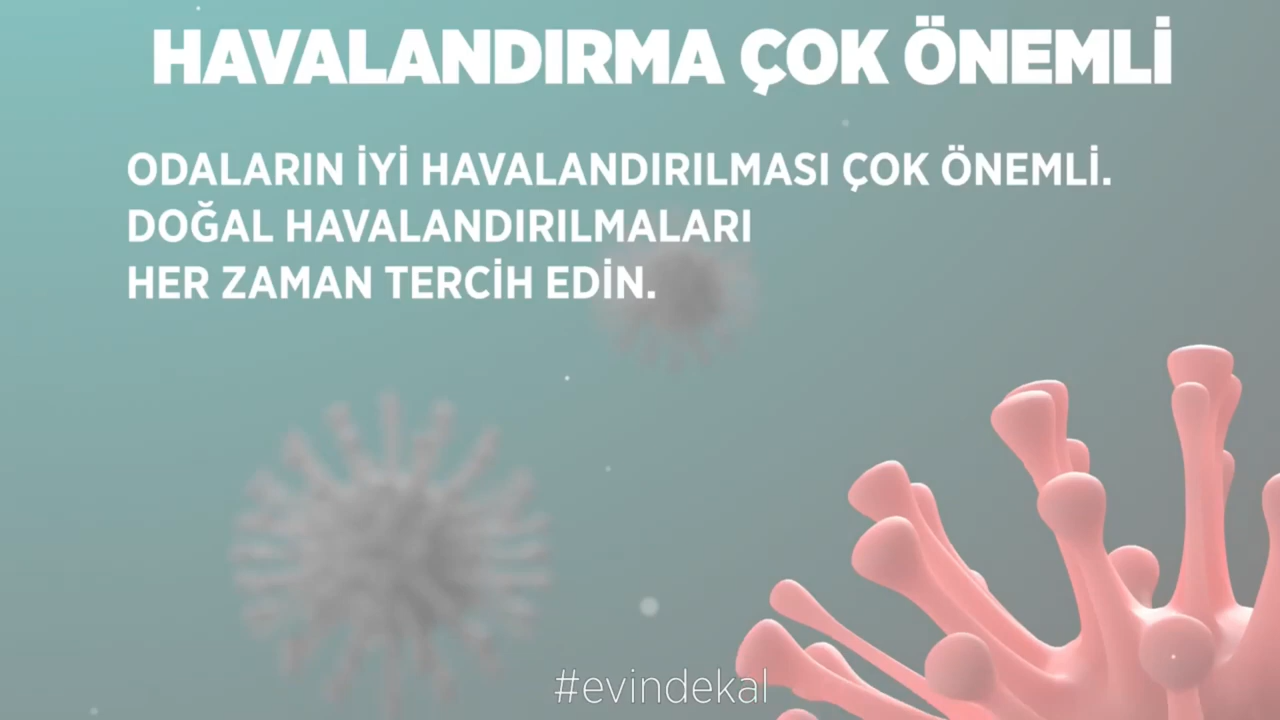 HAVALANDIRMA ÇOK ÖNEMLİ
ODALARIN İYİ HAVALANDIRILMASI ÇOK ÖNEMLİ.
DOĞAL HAVALANDIRILMALARI
HER ZAMAN TERCİH EDİN.
#evindekal